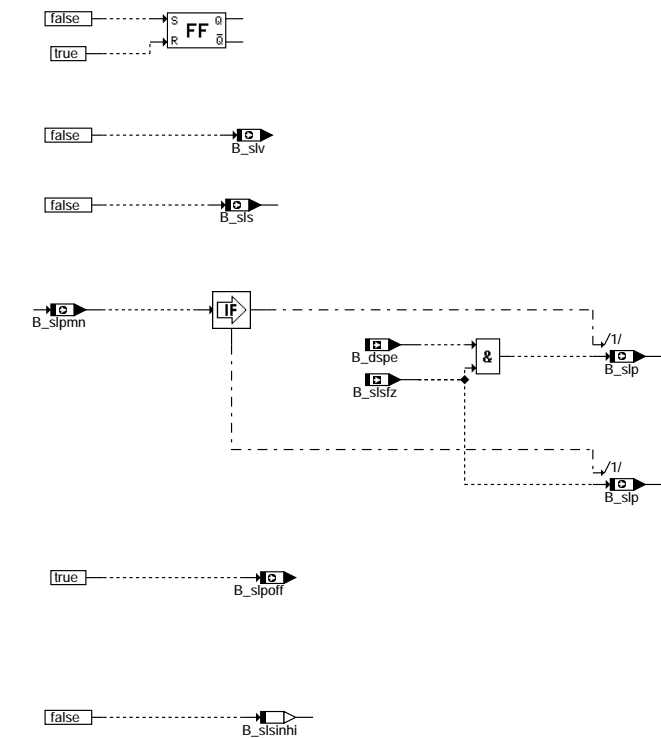 false
S Q
FF
true
R Q̅
false
B_slv
false
B_sls
B_slpmn
IF
/1/
B_dspe
&
B_slp
B_slsfz
/1/
B_slp
true
B_slpoff
false
B_slsinhi